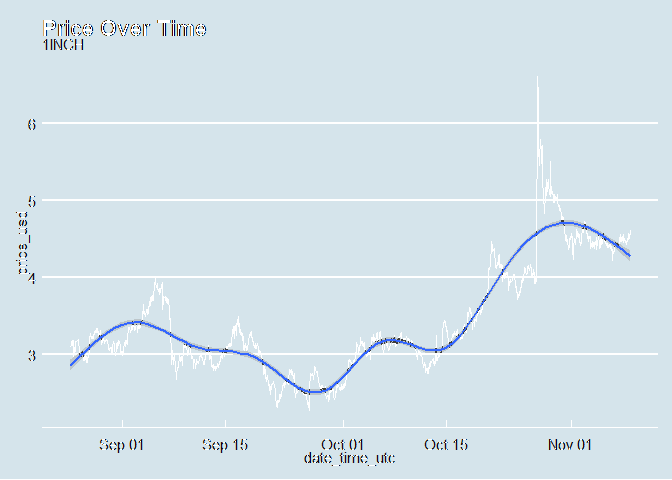 Price Over Time
1INCH
6
5
4
3
price_usd
Sep 01
Sep 15
Oct 01
Oct 15
Nov 01
date_time_utc